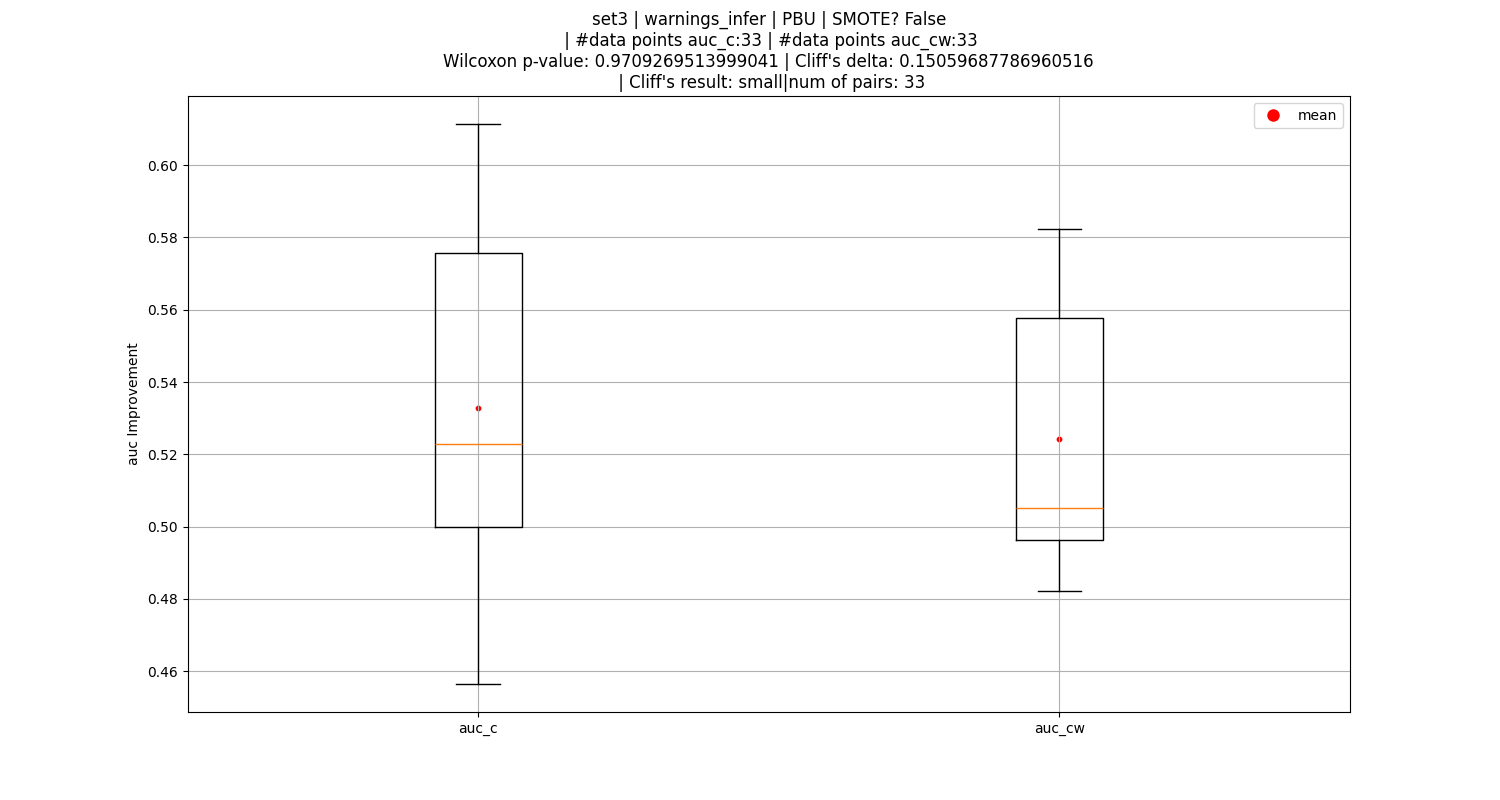 set3 | warnings_infer | PBU | SMOTE? False
| #data points auc_c:33 | #data points auc_cw:33
Wilcoxon p-value: 0.9709269513999041 | Cliff's delta: 0.15059687786960516
| Cliff's result: small|num of pairs: 33
mean
auc Improvement
0.60
0.58
0.56
0.54
0.52
0.50
0.48
0.46
auc_c
auc_cw